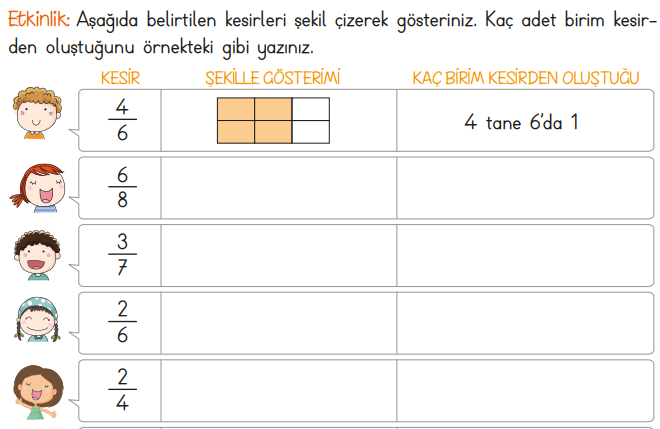 Etkinlik: Aşağıda belirtilen kesirleri şekil çizerek gösteriniz. Kaç adet birim kesir-
den oluştuğunu örnekteki gibi yazınız.
KESİR ŞEKİLLE GÖSTERİMİ KAÇ BİRİM KESİRDEN OLUŞTUĞU
4/6 4 tane 6'da 1
6/8
3/7
2/6
2/4